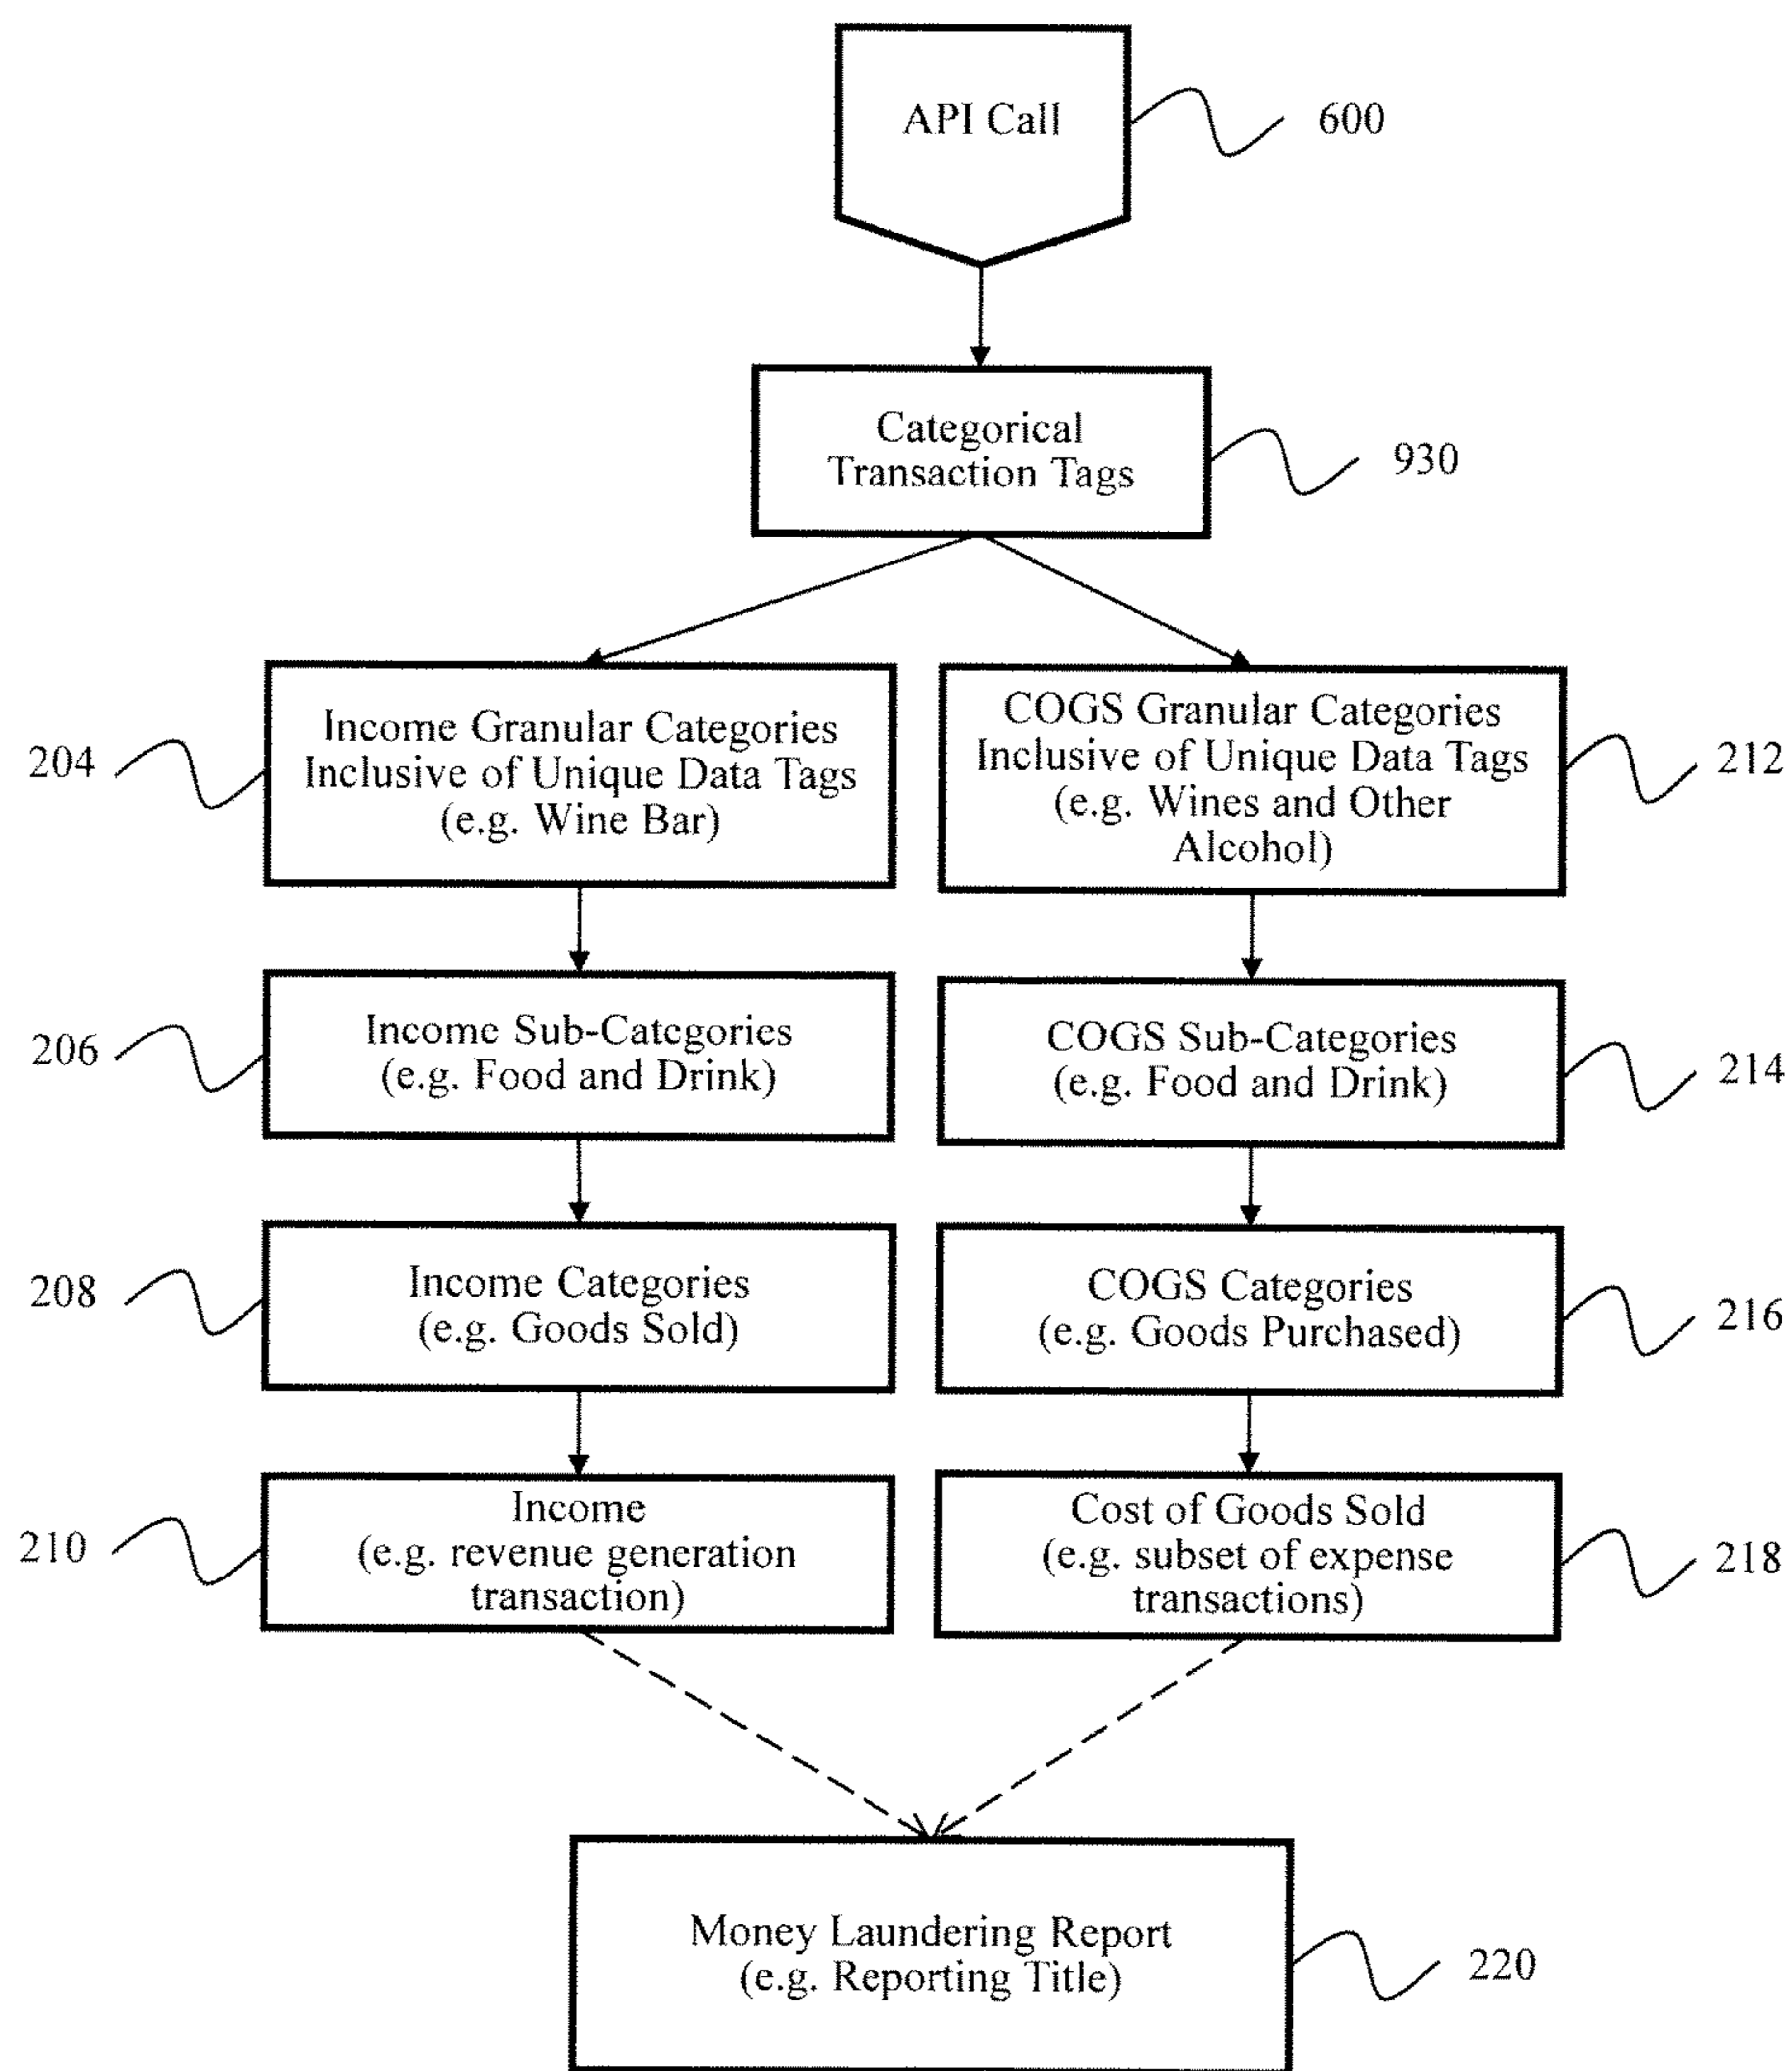 API Call
600
Categorical
Transaction Tags
930
Income Granular Categories
Inclusive of Unique Data Tags
(e.g. Wine Bar)
204
COGS Granular Categories
Inclusive of Unique Data Tags
(e.g. Wines and Other
Alcohol)
212
Income Sub-Categories
(e.g. Food and Drink)
206
COGS Sub-Categories
(e.g. Food and Drink)
214
Income Categories
(e.g. Goods Sold)
208
COGS Categories
(e.g. Goods Purchased)
216
Income
(e.g. revenue generation
transaction)
210
Cost of Goods Sold
(e.g. subset of expense
transactions)
218
Money Laundering Report
(e.g. Reporting Title)
220